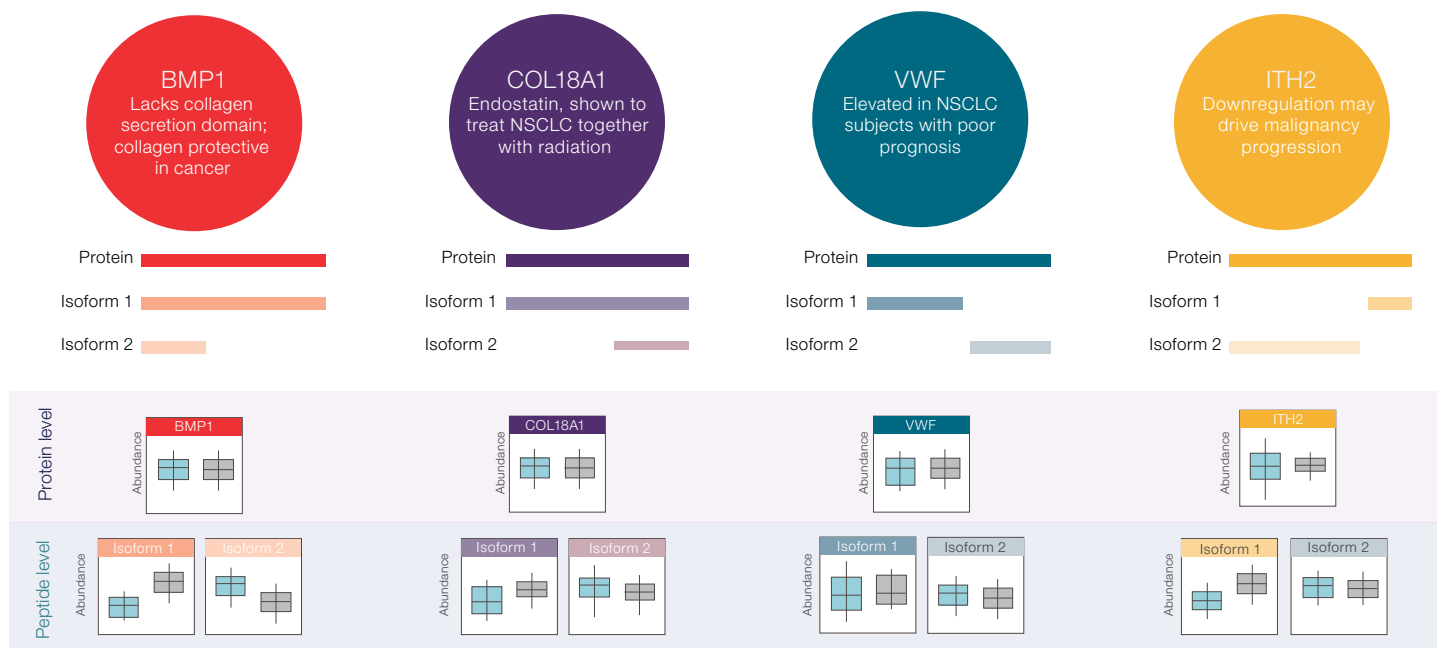 BMP1
Lacks collagen
secretion domain;
collagen protective
in cancer
COL18A1
Endostatin, shown to
treat NSCLC together
with radiation
VWF
Elevated in NSCLC
subjects with poor
prognosis
ITH2
Downregulation may
drive malignancy
progression
Protein
Isoform 1
Isoform 2
Protein
Isoform 1
Isoform 2
Protein
Isoform 1
Isoform 2
Protein
Isoform 1
Isoform 2
Protein level
Abundance
BMP1
Abundance
COL18A1
Abundance
VWF
Abundance
ITH2
Peptide level
Abundance
Isoform 1
Isoform 2
Abundance
Isoform 1
Isoform 2
Abundance
Isoform 1
Isoform 2
Abundance
Isoform 1
Isoform 2